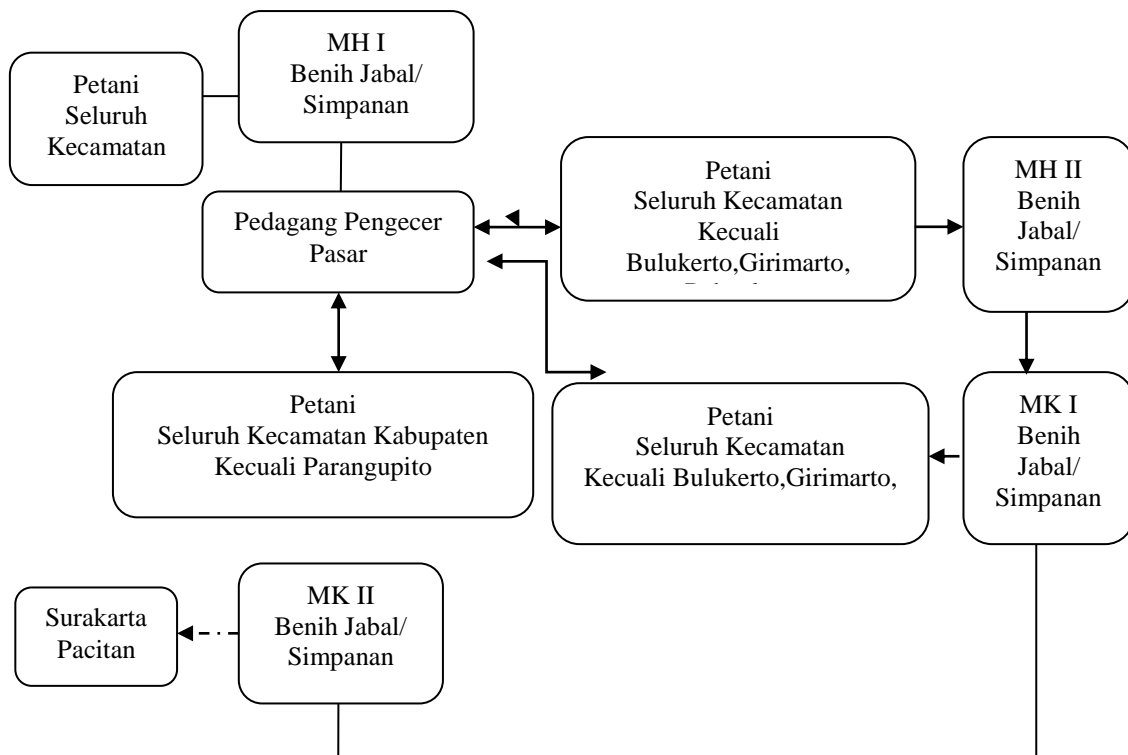 MH I
Benih Jabal/
Simpanan
Petani
Seluruh
Kecamatan
Petani
Seluruh Kecamatan
Kecuali
Bulukerto,Girimarto,
MH II
Benih
Jabal/
Simpanan
Pedagang Pengecer
Pasar
Petani
Seluruh Kecamatan Kabupaten
Kecuali Parangupito
Petani
Seluruh Kecamatan
Kecuali Bulukerto,Girimarto,
MK I
Benih
Jabal/
Simpanan
MK II
Benih Jabal/
Simpanan
Surakarta
Pacitan